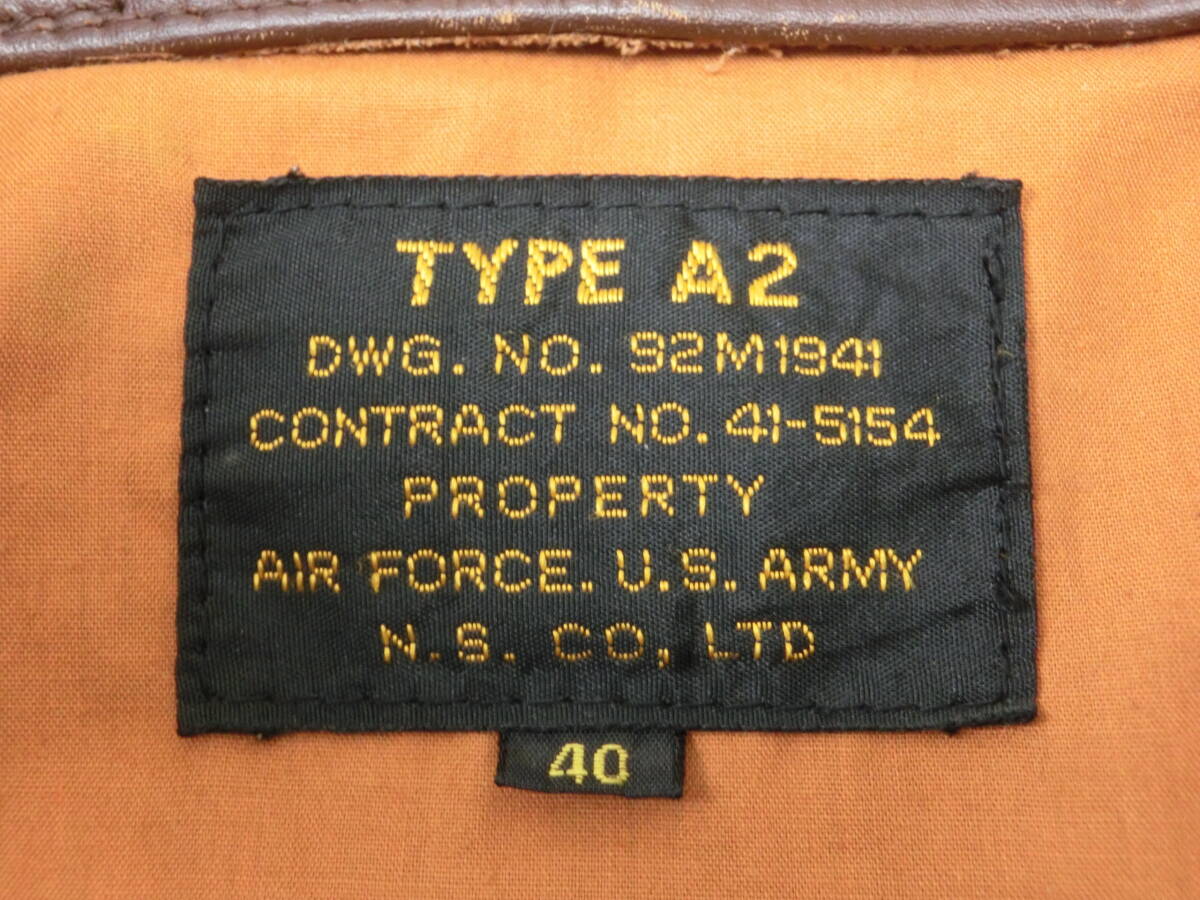 TYPE A2
DWG. NO. 92M1941
CONTRACT NO. 41-5154
PROPERTY
AIR FORCE. U.S. ARMY
N.S. CO, LTD
40